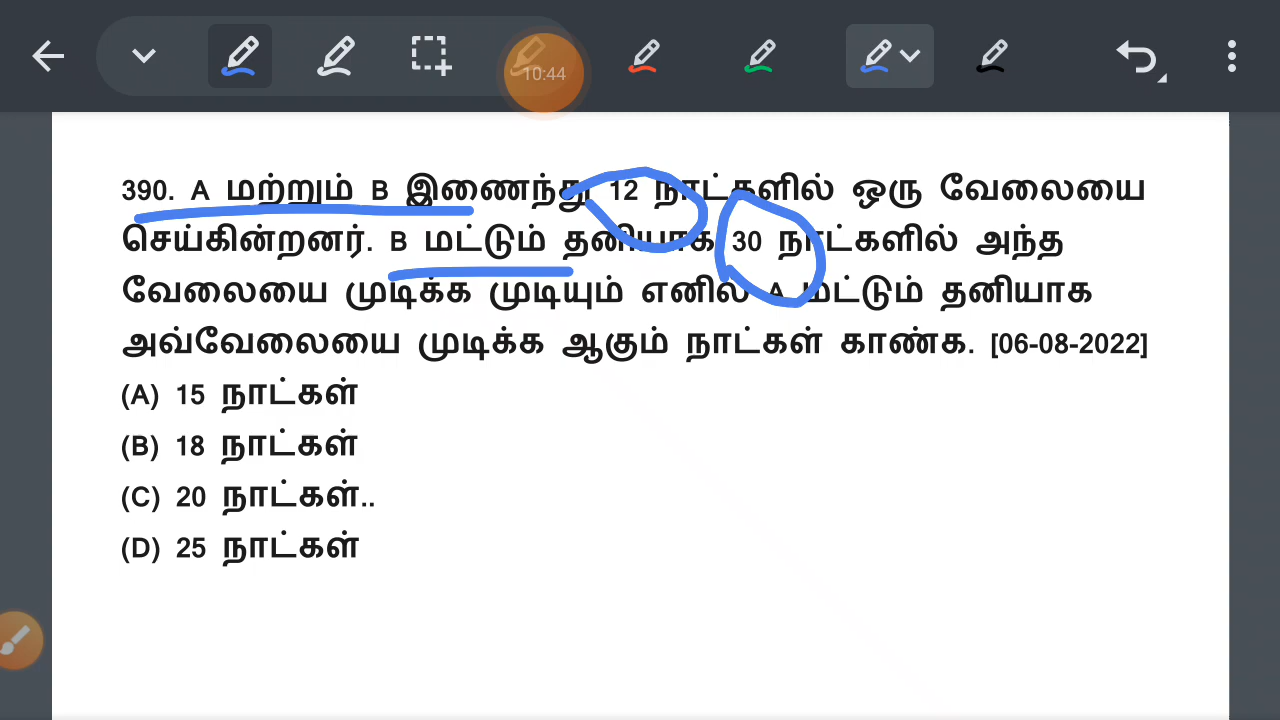 10:44
390. A மற்றும் B இணைந்து 12 நாட்களில் ஒரு வேலையை
செய்கின்றனர். B மட்டும் தனியாக 30 நாட்களில் அந்த
வேலையை முடிக்க முடியும் எனில் A மட்டும் தனியாக
அவ்வேலையை முடிக்க ஆகும் நாட்கள் காண்க. [06-08-2022]
(A) 15 நாட்கள்
(B) 18 நாட்கள்
(C) 20 நாட்கள்..
(D) 25 நாட்கள்